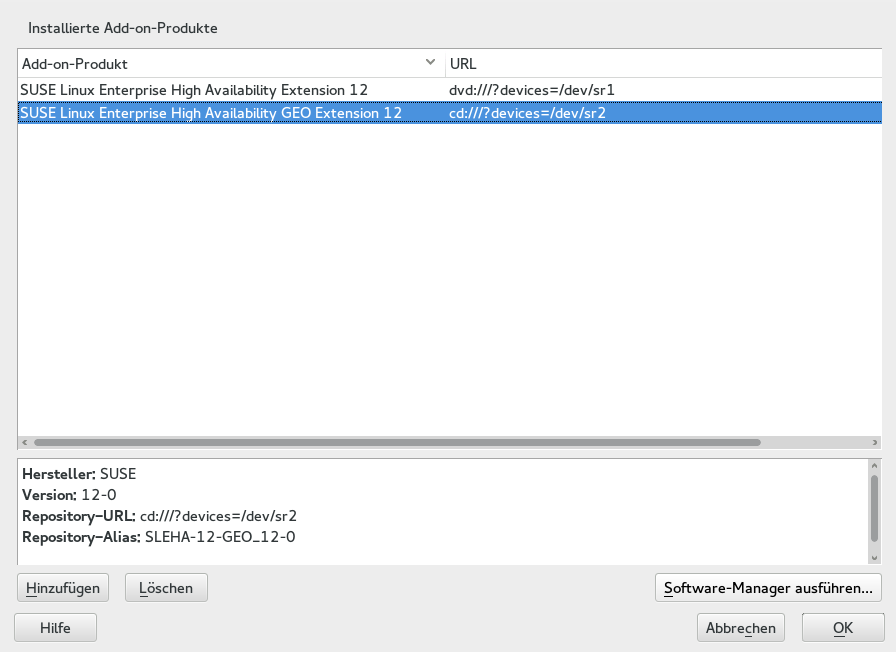 Installierte Add-on-Produkte
Add-on-Produkt URL
SUSE Linux Enterprise High Availability Extension 12 dvd:///?devices=/dev/sr1
SUSE Linux Enterprise High Availability GEO Extension 12 cd:///?devices=/dev/sr2
Hersteller: SUSE
Version: 12-0
Repository-URL: cd:///?devices=/dev/sr2
Repository-Alias: SLEHA-12-GEO_12-0
Hinzufügen Löschen Software-Manager ausführen...
Hilfe Abbrechen OK